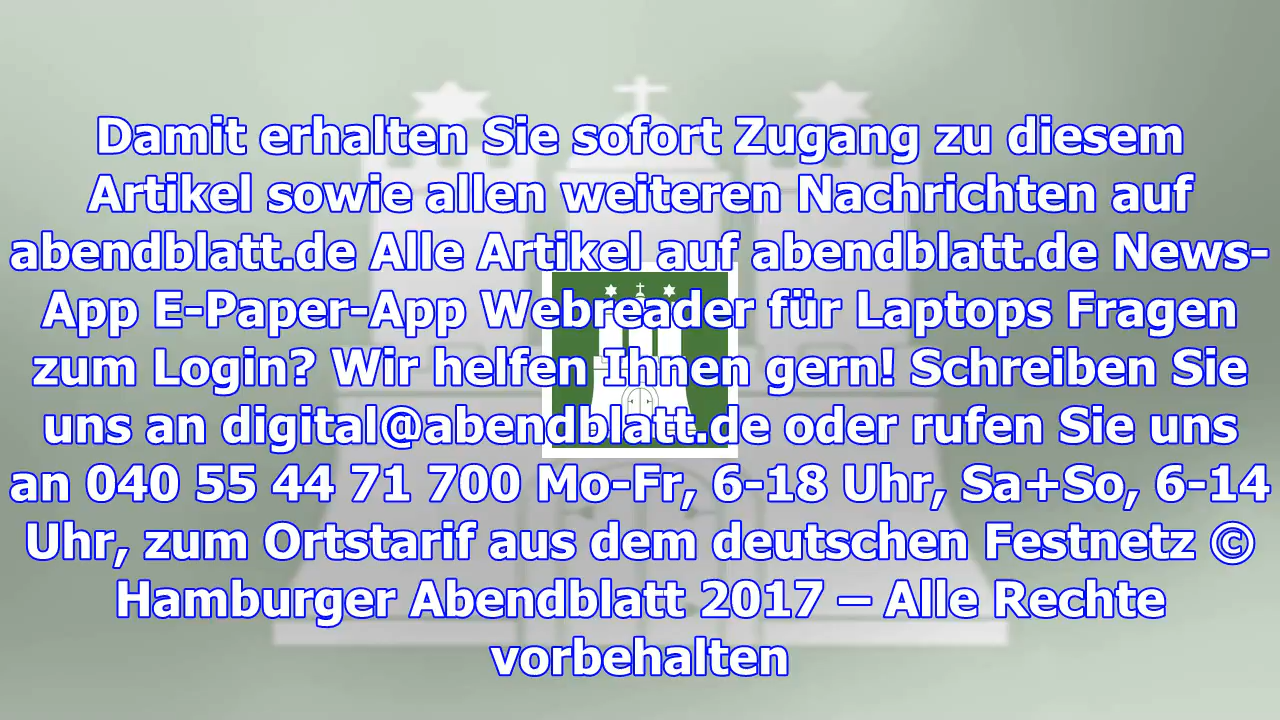 Damit erhalten Sie sofort Zugang zu diesem
Artikel sowie allen weiteren Nachrichten auf
abendblatt.de Alle Artikel auf abendblatt.de News-
App E-Paper-App Webreader für Laptops Fragen
zum Login? Wir helfen Ihnen gern! Schreiben Sie
uns an digital@abendblatt.de oder rufen Sie uns
an 040 55 44 71 700 Mo-Fr, 6-18 Uhr, Sa+So, 6-14
Uhr, zum Ortstarif aus dem deutschen Festnetz ©
Hamburger Abendblatt 2017 – Alle Rechte
vorbehalten